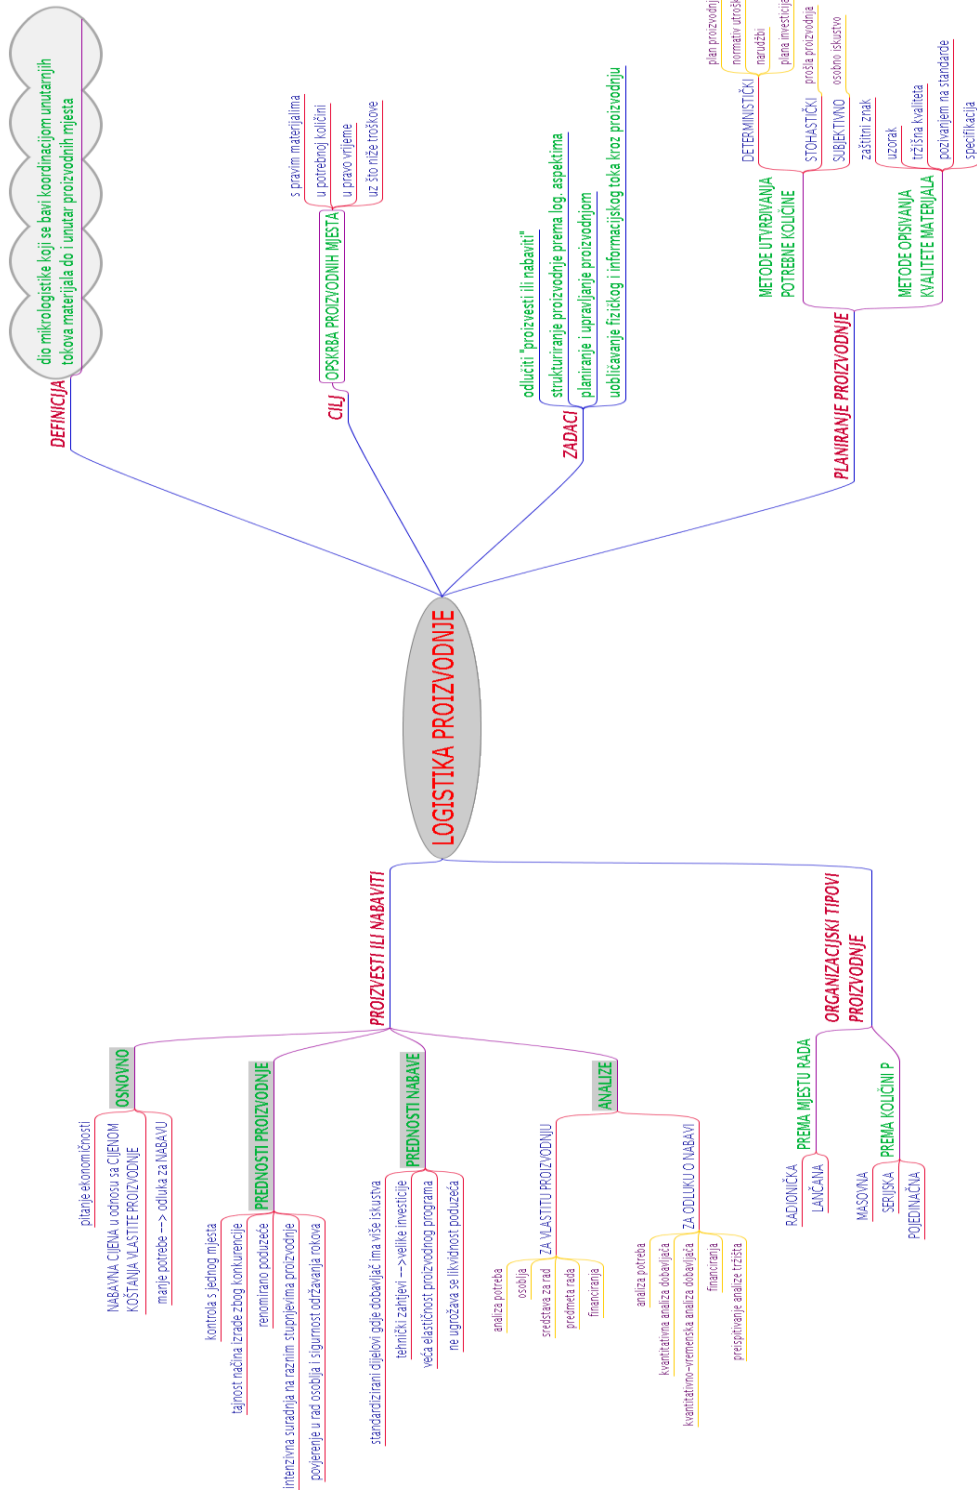 LOGISTIKA PROIZVODNJE
DEFINICIJA
dio mikrologistike koji se bavi koordinacijom unutarnjih
tokova materijala do i unutar proizvodnih mjesta
CILJ
OPSKRBA PROIZVODNIH MJESTA
s pravim materijalima
u potrebnoj količini
u pravo vrijeme
uz što niže troškove
ZADACI
odlučiti "proizvesti ili nabaviti"
strukturiranje proizvodnje prema log. aspektima
planiranje i upravljanje proizvodnjom
uobličavanje fizičkog i informacijskog toka kroz proizvodnju
PLANIRANJE PROIZVODNJE
METODE UTVRĐIVANJA
POTREBNE KOLIČINE
DETERMINISTIČKI
plan proizvodnj
normativ utrošk
narudžbi
plana investicija
STOHASTIČKI
prošla proizvodnja
SUBJEKTIVNO
osobno iskustvo
METODE OPISIVANJA
KVALITETE MATERIJALA
zaštitni znak
uzorak
tržišna kvaliteta
pozivanjem na standarde
specifikacija
PROIZVESTI ILI NABAVITI
OSNOVNO
pitanje ekonomičnosti
NABAVNA CIJENA u odnosu sa CIJENOM
KOŠTANJA VLASTITE PROIZVODNJE
manje potrebe --> odluka za NABAVU
PREDNOSTI PROIZVODNJE
kontrola s jednog mjesta
tajnost načina izrade zbog konkurencije
renomirano poduzeće
intenzivna suradnja na raznim stupnjevima proizvodnje
povjerenje u rad osoblja i sigurnost održavanja rokova
PREDNOSTI NABAVE
standardizirani dijelovi gdje dobavljač ima više iskustva
tehnički zahtjevi -->velike investicije
veća elastičnost proizvodnog programa
ne ugrožava se likvidnost poduzeća
ANALIZE
ZA VLASTITU PROIZVODNJU
analiza potreba
osoblja
sredstava za rad
predmeta rada
financiranja
ZA ODLUKU O NABAVI
analiza potreba
kvantitativna analiza dobavljača
kvantitativno-vremenska analiza dobavljača
financiranja
preispitivanje analize tržišta
ORGANIZACIJSKI TIPOVI
PROIZVODNJE
PREMA MJESTU RADA
RADIONIČKA
LANČANA
PREMA KOLIČINI P
MASOVNA
SERIJSKA
POJEDINAČNA